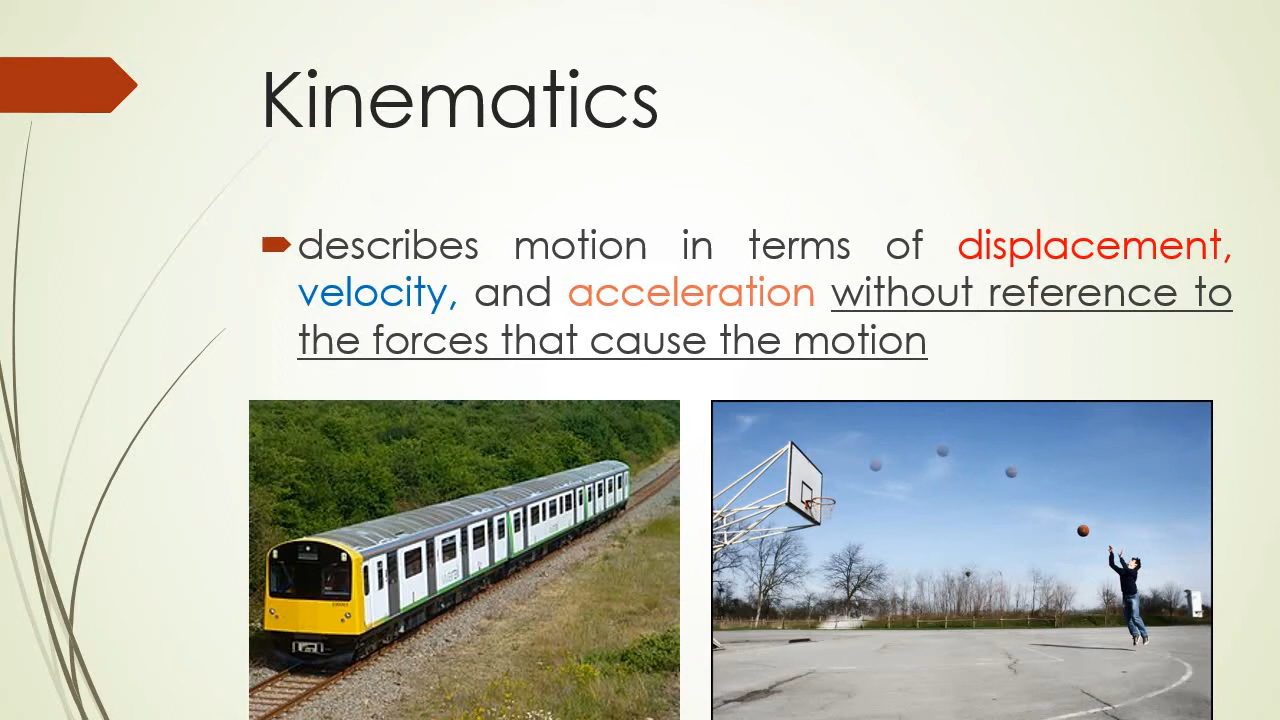 Kinematics
describes motion in terms of displacement,
velocity, and acceleration without reference to
the forces that cause the motion